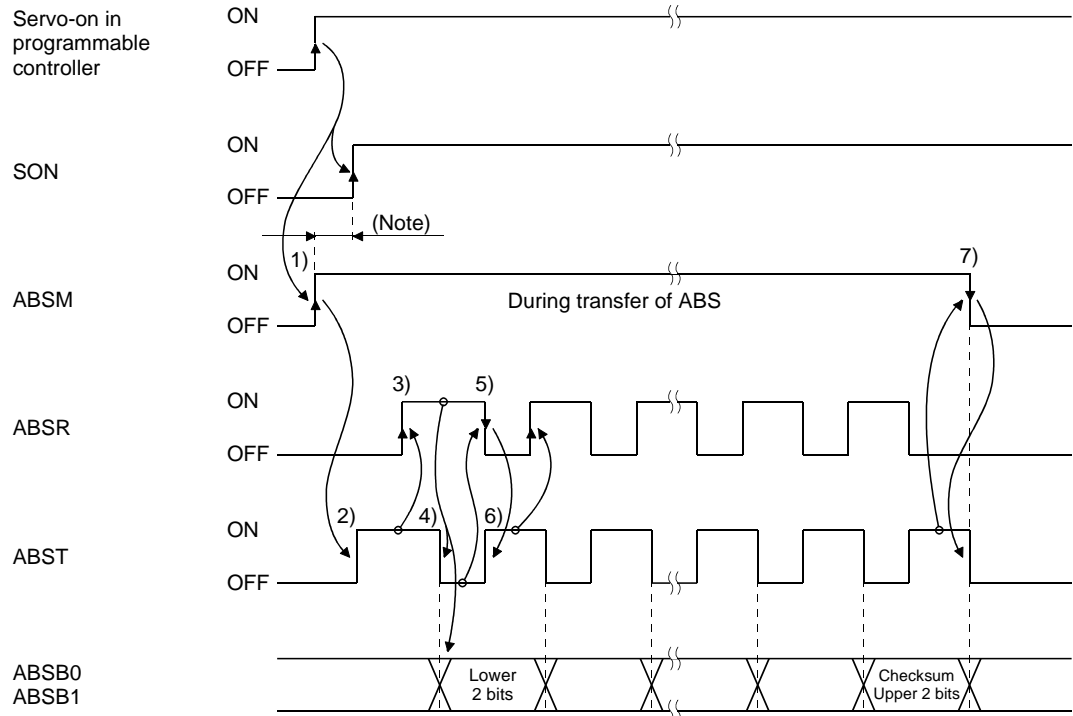 Servo-on in
programmable
controller
ON
OFF
SON
ON
OFF
(Note)
ABSM
ON
OFF
1)
During transfer of ABS
7)
ABSR
ON
OFF
3)
5)
ABST
ON
OFF
2)
4)
6)
ABSB0
ABSB1
Lower
2 bits
Checksum
Upper 2 bits